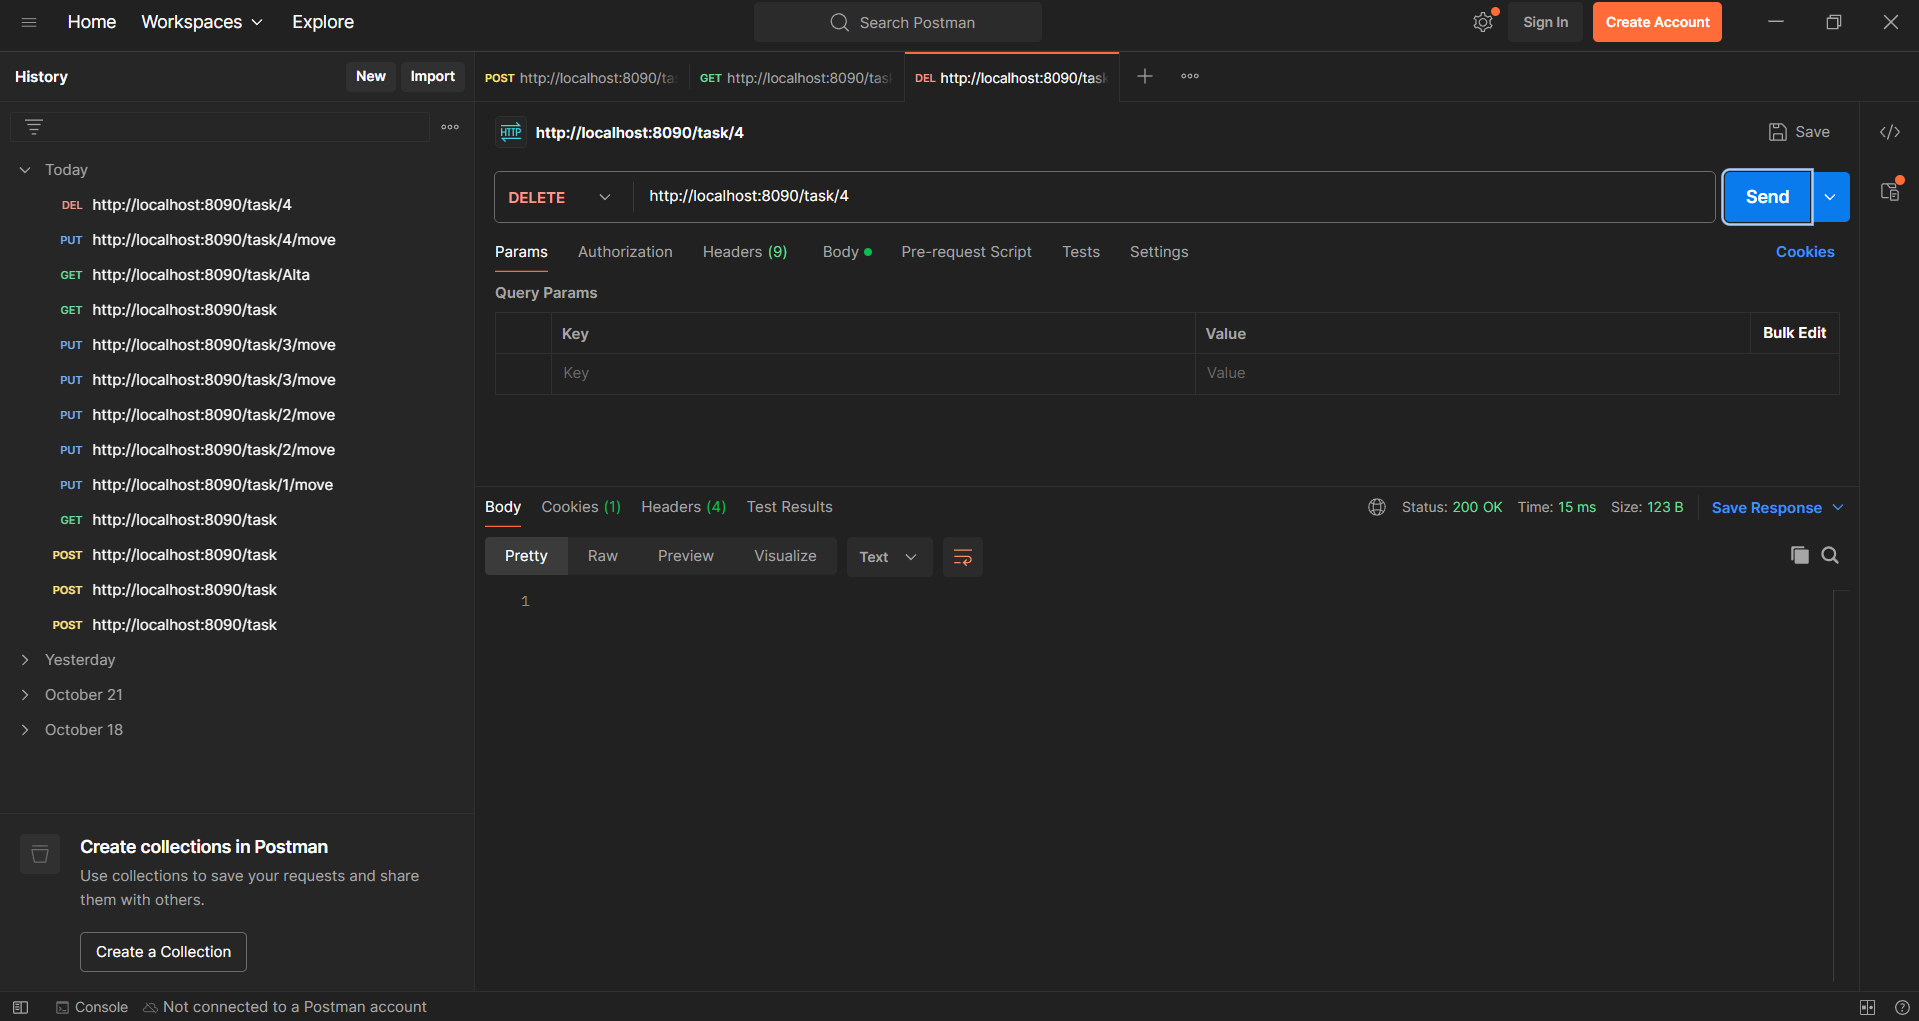 Home Workspaces Explore Search Postman Sign In Create Account
History New Import
POST http://localhost:8090/ta GET http://localhost:8090/tas DEL http://localhost:8090/task
HTTP http://localhost:8090/task/4 Save
Today
DEL http://localhost:8090/task/4
PUT http://localhost:8090/task/4/move
GET http://localhost:8090/task/Alta
GET http://localhost:8090/task
PUT http://localhost:8090/task/3/move
PUT http://localhost:8090/task/3/move
PUT http://localhost:8090/task/2/move
PUT http://localhost:8090/task/2/move
PUT http://localhost:8090/task/1/move
GET http://localhost:8090/task
POST http://localhost:8090/task
POST http://localhost:8090/task
POST http://localhost:8090/task
Yesterday
October 21
October 18
Create collections in Postman
Use collections to save your requests and share
them with others.
Create a Collection
DELETE http://localhost:8090/task/4 Send
Params Authorization Headers (9) Body Pre-request Script Tests Settings Cookies
Query Params
Key Value Bulk Edit
Key Value
Body Cookies (1) Headers (4) Test Results Status: 200 OK Time: 15 ms Size: 123 B Save Response
Pretty Raw Preview Visualize Text
1
Console Not connected to a Postman account